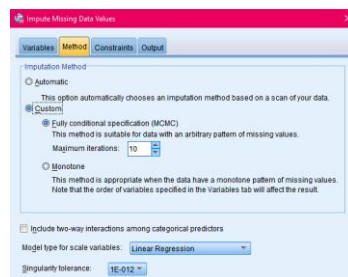 Impute Missing Data Values
Variables Method Constraints Output
Imputation Method
Automatic
This option automatically chooses an imputation method based on a scan of your data.
Custom
Fully conditional specification (MCMC)
This method is suitable for data with an arbitrary pattern of missing values.
Maximum iterations: 10
Monotone
This method is appropriate when the data have a monotone pattern of missing values.
Note that the order of variables specified in the Variables tab will affect the result.
Include two-way interactions among categorical predictors
Model type for scale variables: Linear Regression
Singularity tolerance: 1E-012